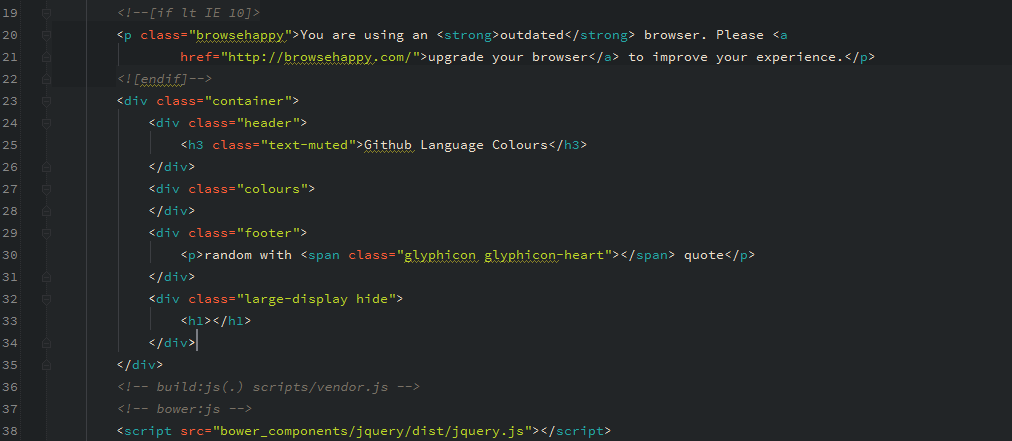 19 <!--[if lt IE 10]>
20 <p class="browsehappy">You are using an <strong>outdated</strong> browser. Please <a
21 href="http://browsehappy.com/">upgrade your browser</a> to improve your experience.</p>
22 <![endif]-->
23 <div class="container">
24 <div class="header">
25 <h3 class="text-muted">Github Language Colours</h3>
26 </div>
27 <div class="colours">
28 </div>
29 <div class="footer">
30 <p>random with <span class="glyphicon glyphicon-heart"></span> quote</p>
31 </div>
32 <div class="large-display hide">
33 <h1></h1>
34 </div>
35 </div>
36 <!-- build:js(.) scripts/vendor.js -->
37 <!-- bower:js -->
38 <script src="bower_components/jquery/dist/jquery.js"></script>